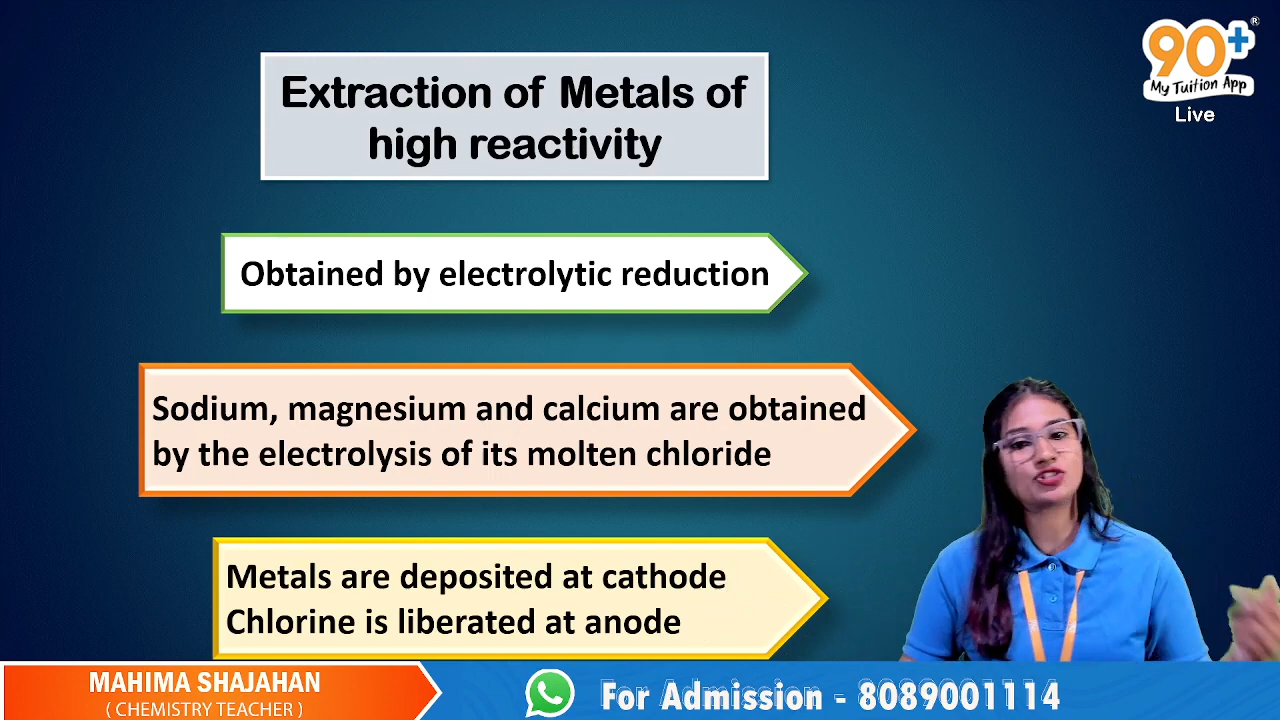 90+
®
My Tuition App
Live
Extraction of Metals of
high reactivity
Obtained by electrolytic reduction
Sodium, magnesium and calcium are obtained
by the electrolysis of its molten chloride
Metals are deposited at cathode
Chlorine is liberated at anode
MAHIMA SHAJAHAN
( CHEMISTRY TEACHER )
For Admission - 8089001114